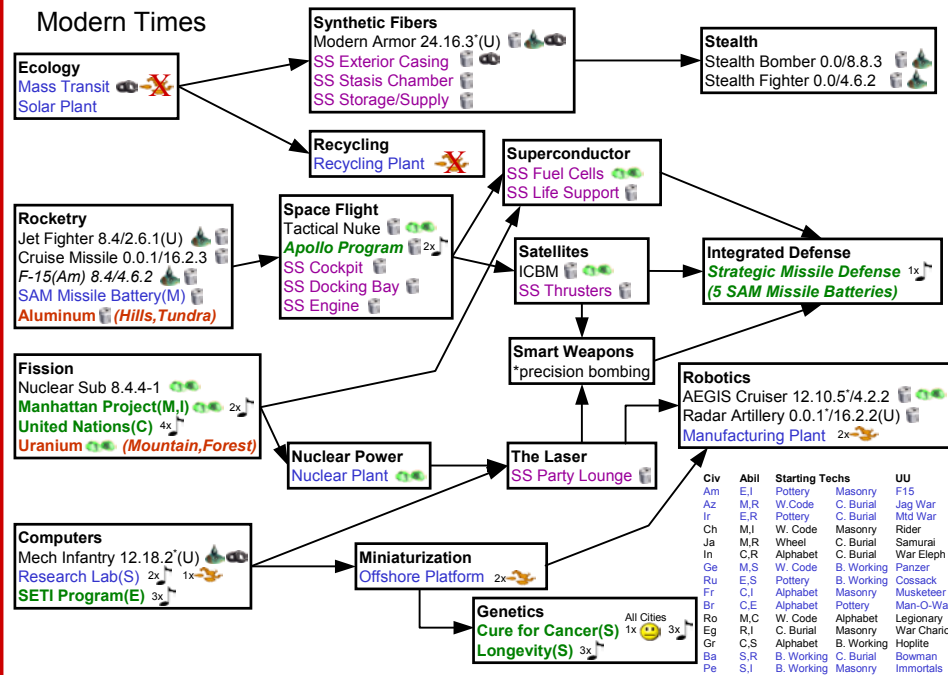 Modern Times
Ecology
Mass Transit
Solar Plant
Synthetic Fibers
Modern Armor 24.16.3*(U)
SS Exterior Casing
SS Stasis Chamber
SS Storage/Supply
Stealth
Stealth Bomber 0.0/8.8.3
Stealth Fighter 0.0/4.6.2
Recycling
Recycling Plant
Superconductor
SS Fuel Cells
SS Life Support
Rocketry
Jet Fighter 8.4/2.6.1(U)
Cruise Missile 0.0.1/16.2.3
F-15(Am) 8.4/4.6.2
SAM Missile Battery(M)
Aluminum (Hills,Tundra)
Space Flight
Tactical Nuke
Apollo Program 2x
SS Cockpit
SS Docking Bay
SS Engine
Satellites
ICBM
SS Thrusters
Integrated Defense
Strategic Missile Defense 1x
(5 SAM Missile Batteries)
Smart Weapons
*precision bombing
Fission
Nuclear Sub 8.4.4-1
Manhattan Project(M,I) 2x
United Nations(C) 4x
Uranium (Mountain,Forest)
Nuclear Power
Nuclear Plant
The Laser
SS Party Lounge
Robotics
AEGIS Cruiser 12.10.5*/4.2.2
Radar Artillery 0.0.1*/16.2.2(U)
Manufacturing Plant 2x
Computers
Mech Infantry 12.18.2*(U)
Research Lab(S) 2x 1x
SETI Program(E) 3x
Miniaturization
Offshore Platform 2x
Genetics
All Cities
Cure for Cancer(S) 1x 3x
Longevity(S) 3x
Civ Abil Starting Techs UU
Am E,I Pottery Masonry F15
Az M,R W.Code C. Burial Jag War
Ir E,R Pottery C. Burial Mtd War
Ch M,I W. Code Masonry Rider
Ja M,R Wheel C. Burial Samurai
In C,R Alphabet C. Burial War Eleph
Ge M,S W. Code B. Working Panzer
Ru E,S Pottery B. Working Cossack
Fr C,I Alphabet Masonry Musketeer
Br C,E Alphabet Pottery Man-O-Wa
Ro M,C W. Code Alphabet Legionary
Eg R,I C. Burial Masonry War Chario
Gr C,S Alphabet B. Working Hoplite
Ba S,R B. Working C. Burial Bowman
Pe S,I B. Working Masonry Immortals